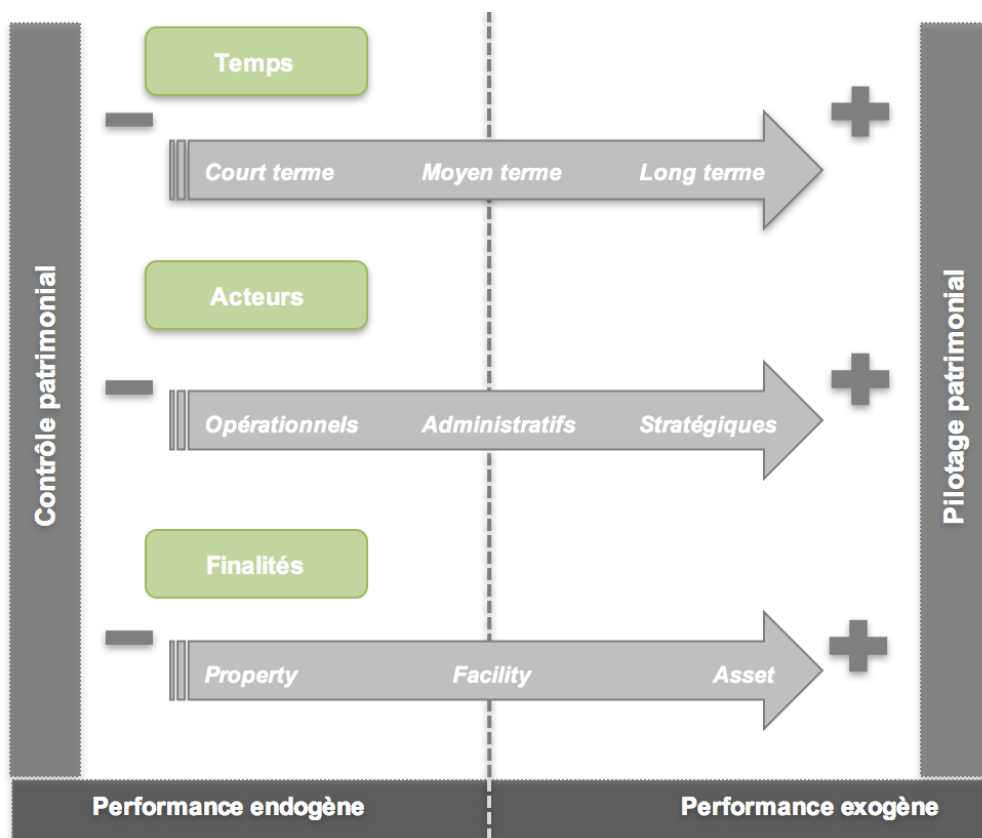 Temps
Court terme Moyen terme Long terme
Acteurs
Opérationnels Administratifs Stratégiques
Finalités
Property Facility Asset
Contrôle patrimonial
Pilotage patrimonial
Performance endogène Performance exogène